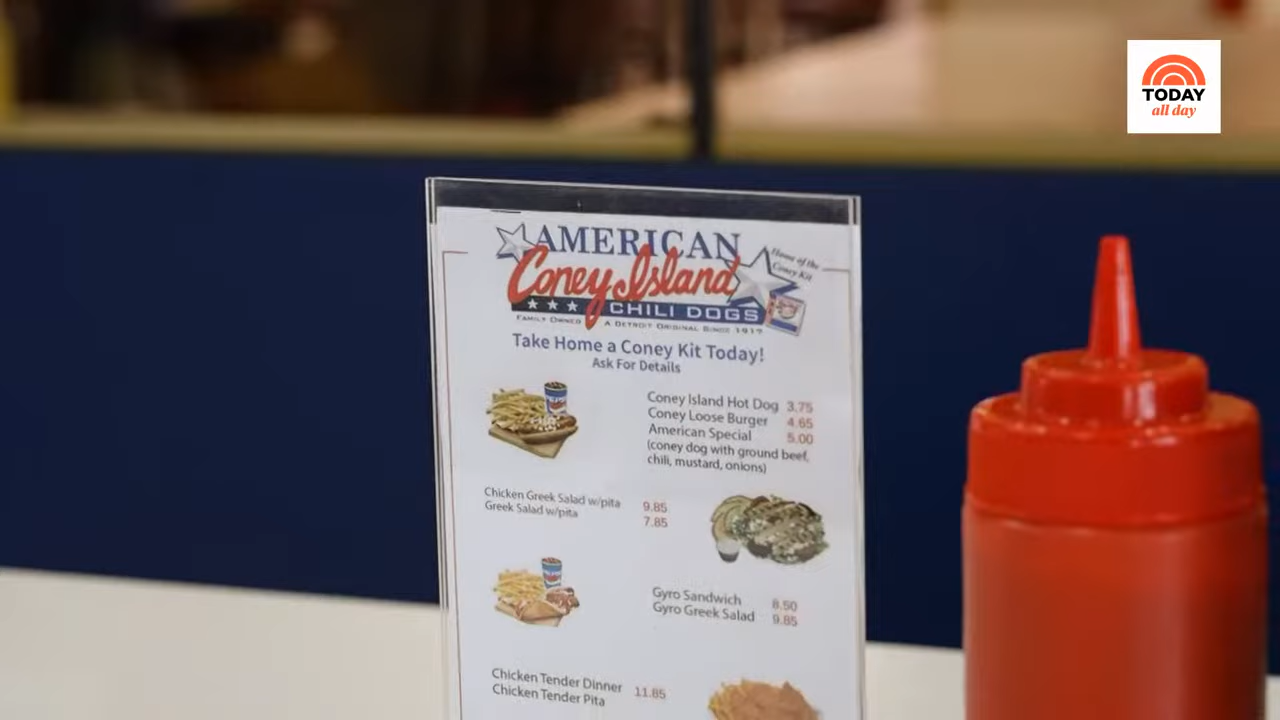 TODAY
all day
AMERICAN
Coney Island
CHILI DOGS
Home of the
Coney Kit
FAMILY OWNED A DETROIT ORIGINAL SINCE 1917
Take Home a Coney Kit Today!
Ask For Details
Coney Island Hot Dog 3.75
Coney Loose Burger 4.65
American Special 5.00
(coney dog with ground beef,
chili, mustard, onions)
Chicken Greek Salad w/pita 9.85
Greek Salad w/pita 7.85
PEPSI
Gyro Sandwich 8.50
Gyro Greek Salad 9.85
PEPSI
Chicken Tender Dinner 11.85
Chicken Tender Pita